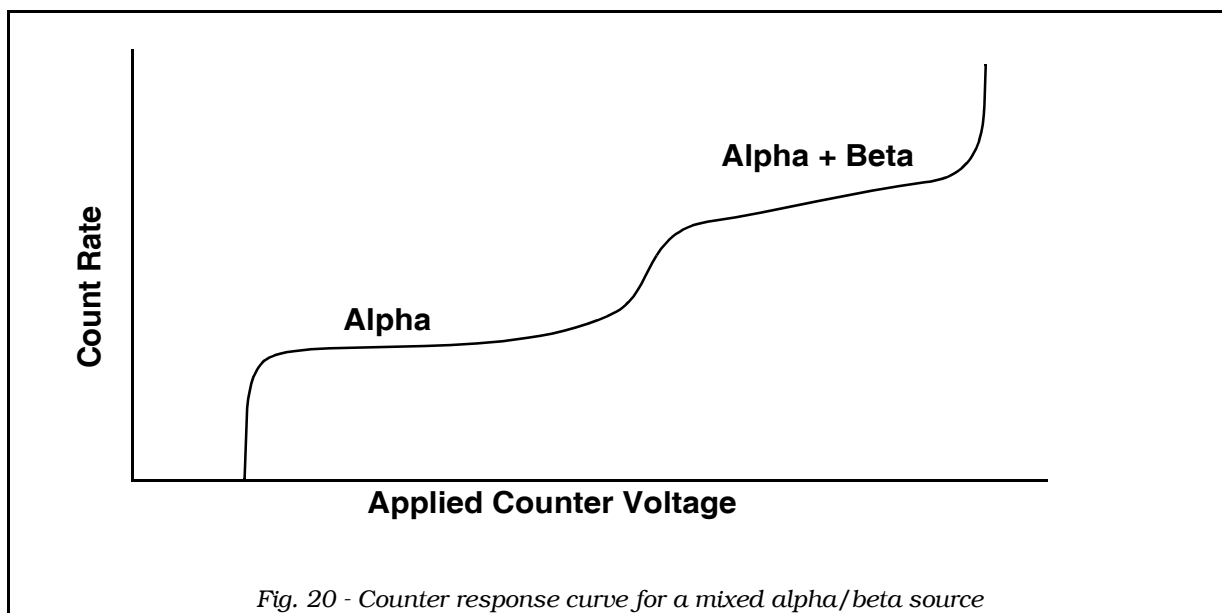 Alpha + Beta
Alpha
Count Rate
Applied Counter Voltage
Fig. 20 - Counter response curve for a mixed alpha/beta source